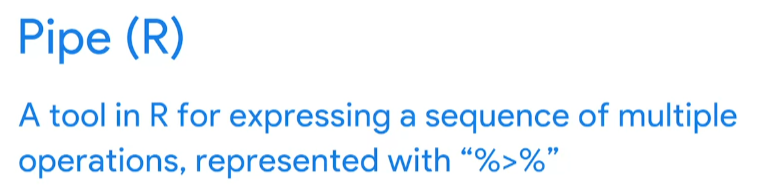 Pipe (R)
A tool in R for expressing a sequence of multiple
operations, represented with “%>%”